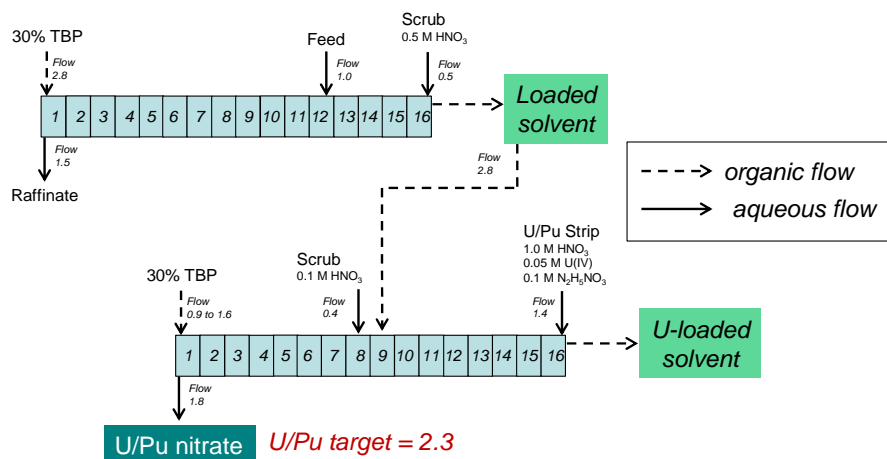 30% TBP
Flow
2.8
Feed
Flow
1.0
Scrub
0.5 M HNO₃
Flow
0.5
1 2 3 4 5 6 7 8 9 10 11 12 13 14 15 16
Loaded
solvent
Flow
1.5
Raffinate
Flow
2.8
organic flow
aqueous flow
30% TBP
Flow
0.9 to 1.6
Scrub
0.1 M HNO₃
Flow
0.4
U/Pu Strip
1.0 M HNO₃
0.05 M U(IV)
0.1 M N₂H₅NO₃
Flow
1.4
1 2 3 4 5 6 7 8 9 10 11 12 13 14 15 16
U-loaded
solvent
Flow
1.8
U/Pu nitrate
U/Pu target = 2.3